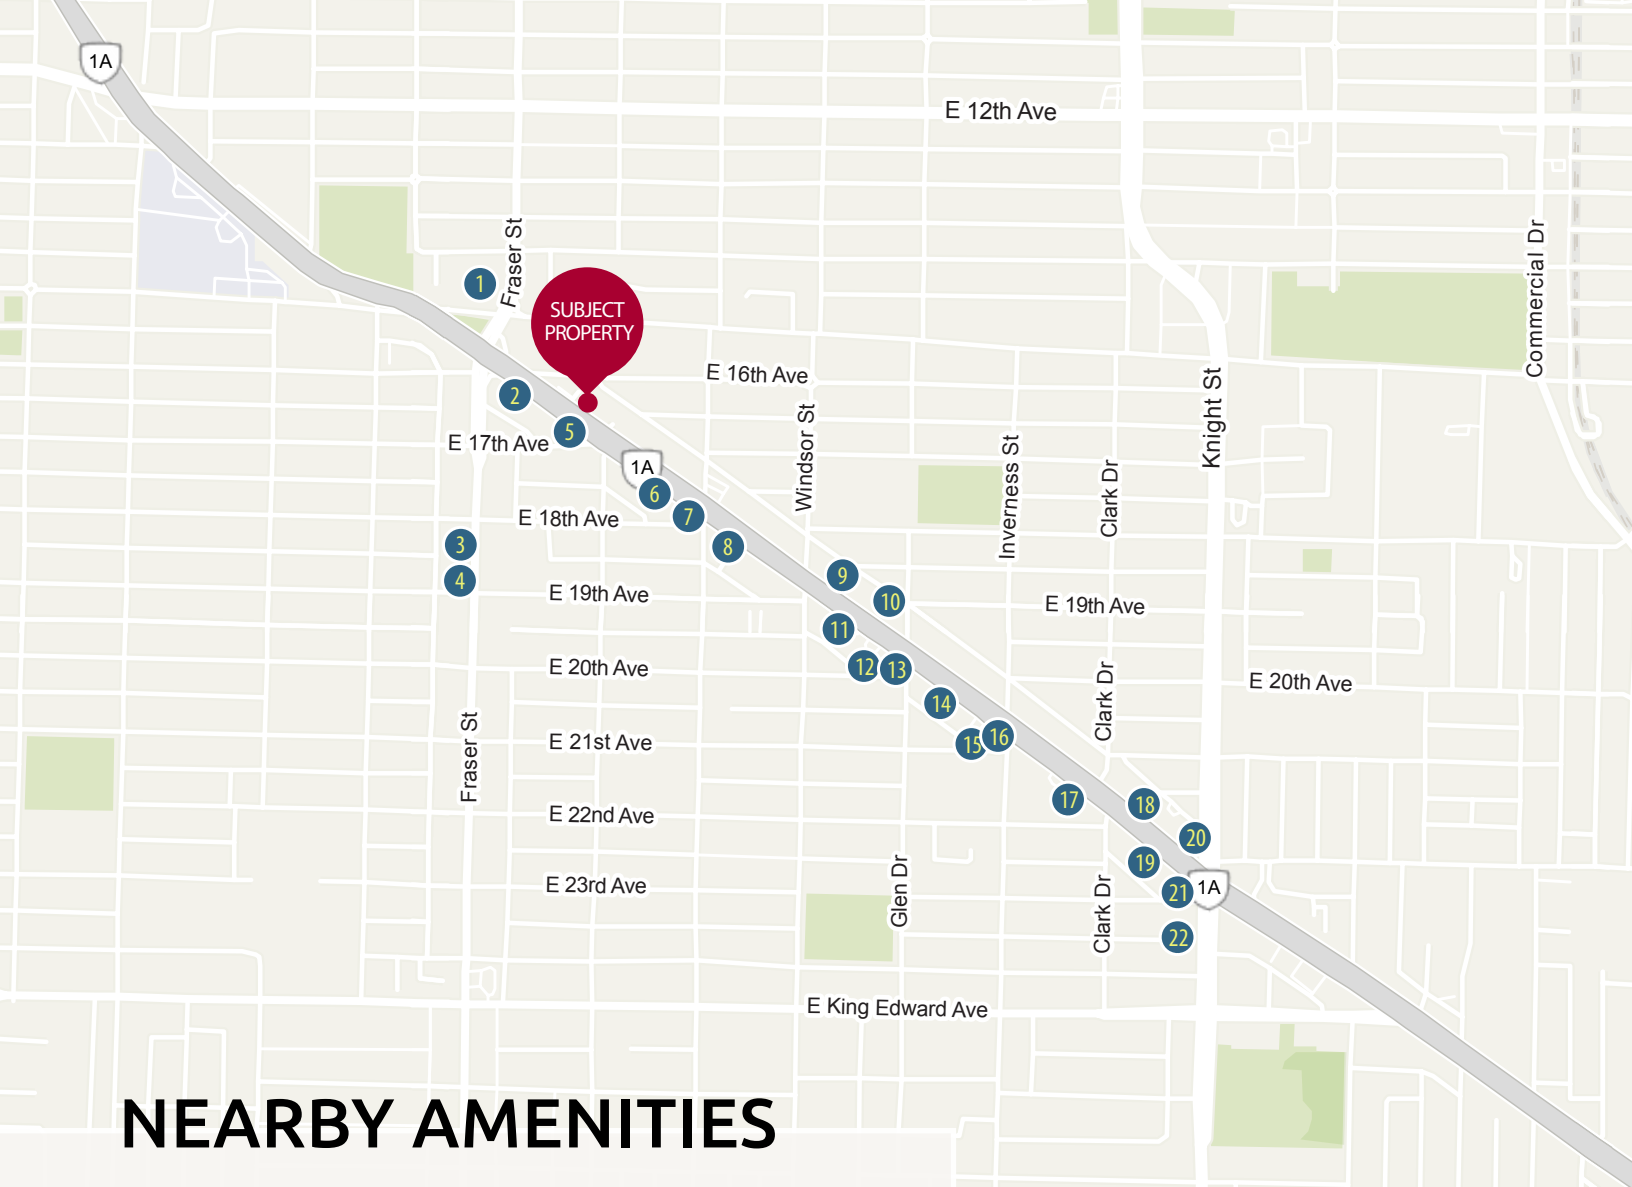 1A
E 12th Ave
Fraser St
Commercial Dr
1
SUBJECT
PROPERTY
E 16th Ave
Knight St
2
Windsor St
5
E 17th Ave
Inverness St
Clark Dr
1A
6
7
E 18th Ave
3
8
4
9
E 19th Ave
10
E 19th Ave
11
E 20th Ave
12
13
Clark Dr
E 20th Ave
14
Fraser St
E 21st Ave
15
16
17
18
E 22nd Ave
20
19
E 23rd Ave
Glen Dr
21
1A
Clark Dr
22
E King Edward Ave
NEARBY AMENITIES